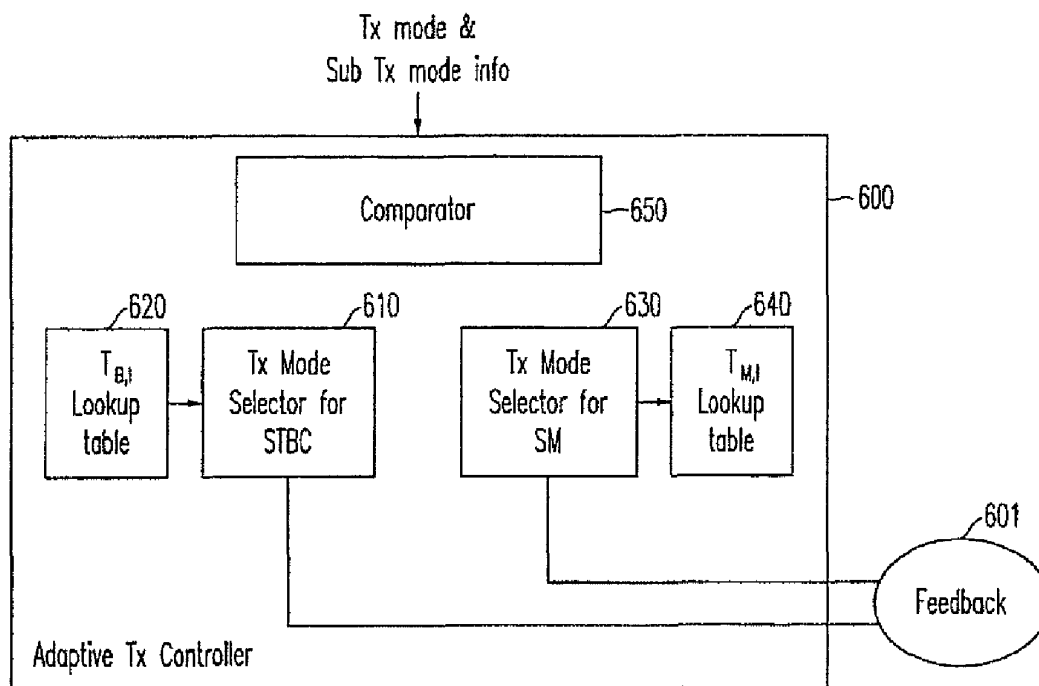 Tx mode &
Sub Tx mode info
600
Comparator
650
620
610
630
640
T_B,I
Lookup
table
Tx Mode
Selector for
STBC
Tx Mode
Selector for
SM
T_M,I
Lookup
table
601
Feedback
Adaptive Tx Controller